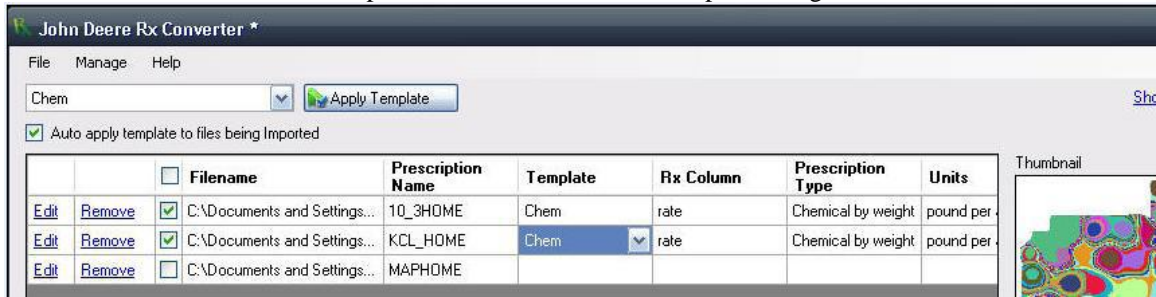 John Deere Rx Converter *
File Manage Help
Chem Apply Template
Auto apply template to files being Imported
Filename Prescription Name Template Rx Column Prescription Type Units Thumbnail
Edit Remove C:\Documents and Settings... 10_3HOME Chem rate Chemical by weight pound per
Edit Remove C:\Documents and Settings... KCL_HOME Chem rate Chemical by weight pound per
Edit Remove C:\Documents and Settings... MAPHOME